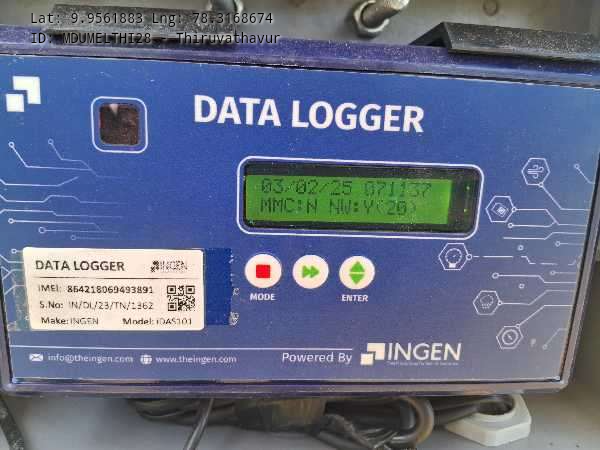 Lat: 9.9561883 Lng: 78.3168674
ID: MDUMELTHI28 - Thiruvathavur
DATA LOGGER
03/02/25 071137
MMC:N NW:Y(20)
DATA LOGGER INGEN
IMEI: 864218069493891
S.No: IN/DL/23/TN/1362
Make: INGEN Model: iDAS101
MODE
ENTER
info@theingen.com www.theingen.com
Powered By INGEN